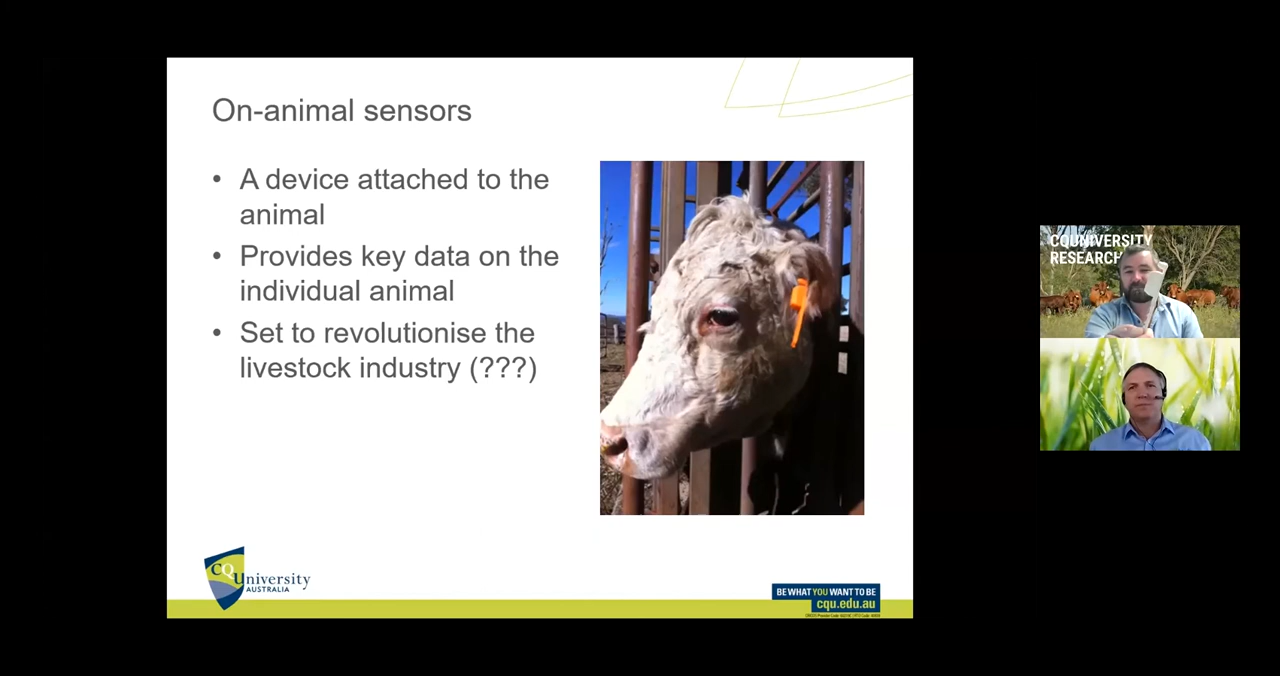 On-animal sensors
• A device attached to the
animal
• Provides key data on the
individual animal
• Set to revolutionise the
livestock industry (???)
CQUniversity
AUSTRALIA
BE WHAT YOU WANT TO BE
cqu.edu.au
CQUNIVERSITY
RESEARCH